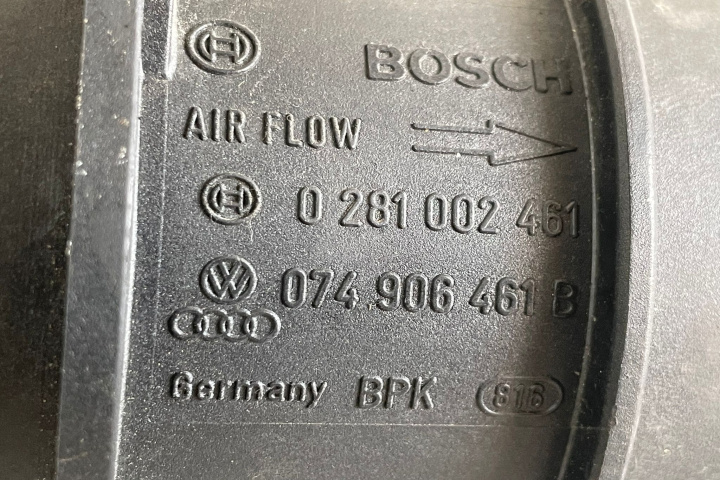 BOSCH
AIR FLOW
0 281 002 461
074 906 461 B
Germany BPK 816